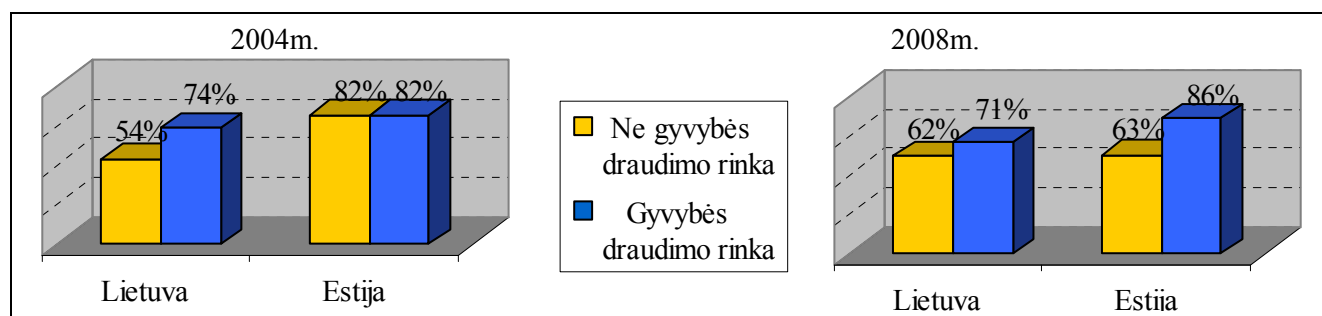 2004m.
54%
74%
82%
82%
Lietuva
Estija
Ne gyvybės
draudimo rinka
Gyvybės
draudimo rinka
2008m.
62%
71%
63%
86%
Lietuva
Estija